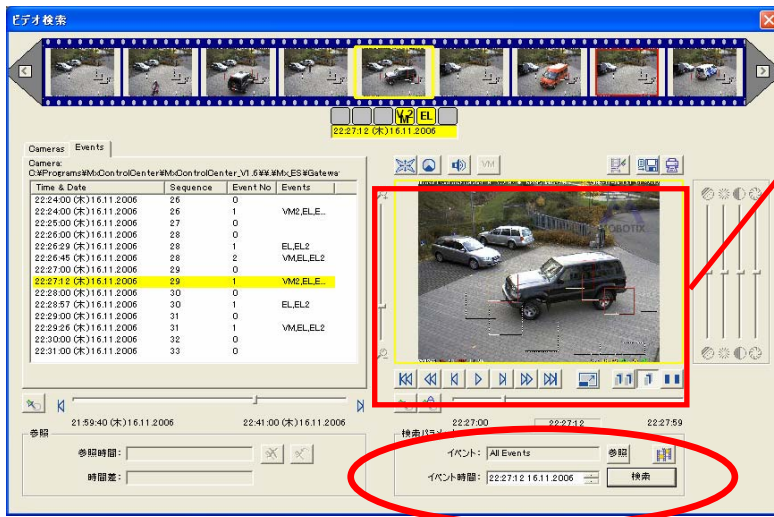 ビデオ検索
VM2 EL
22:27:12 (木)16.11.2006
Cameras Events
Camera:
C:¥Programs¥MxControlCenter¥MxControlCenter_V1.6¥¥.¥Mx_ES¥Gatewa
Time & Date Sequence Event No Events
22:24:00 (木)16.11.2006 26 0
22:24:00 (木)16.11.2006 26 1 VM2,EL,E...
22:25:00 (木)16.11.2006 27 0
22:26:00 (木)16.11.2006 28 0
22:26:29 (木)16.11.2006 28 1 EL,EL2
22:26:45 (木)16.11.2006 28 2 VM,EL,EL2
22:27:00 (木)16.11.2006 29 0
22:27:12 (木)16.11.2006 29 1 VM2,EL,E...
22:28:00 (木)16.11.2006 30 0
22:28:57 (木)16.11.2006 30 1 EL,EL2
22:29:00 (木)16.11.2006 31 0
22:29:26 (木)16.11.2006 31 1 VM,EL,EL2
22:30:00 (木)16.11.2006 32 0
22:31:00 (木)16.11.2006 33 0
VM
MOBOTIX
21:59:40 (木)16.11.2006 22:41:00 (木)16.11.2006
22:27:00 22:27:12 22:27:59
参照
参照時間:
時間差:
検索パラメ
イベント: All Events 参照
イベント時間: 22:27:12 16.11.2006 検索